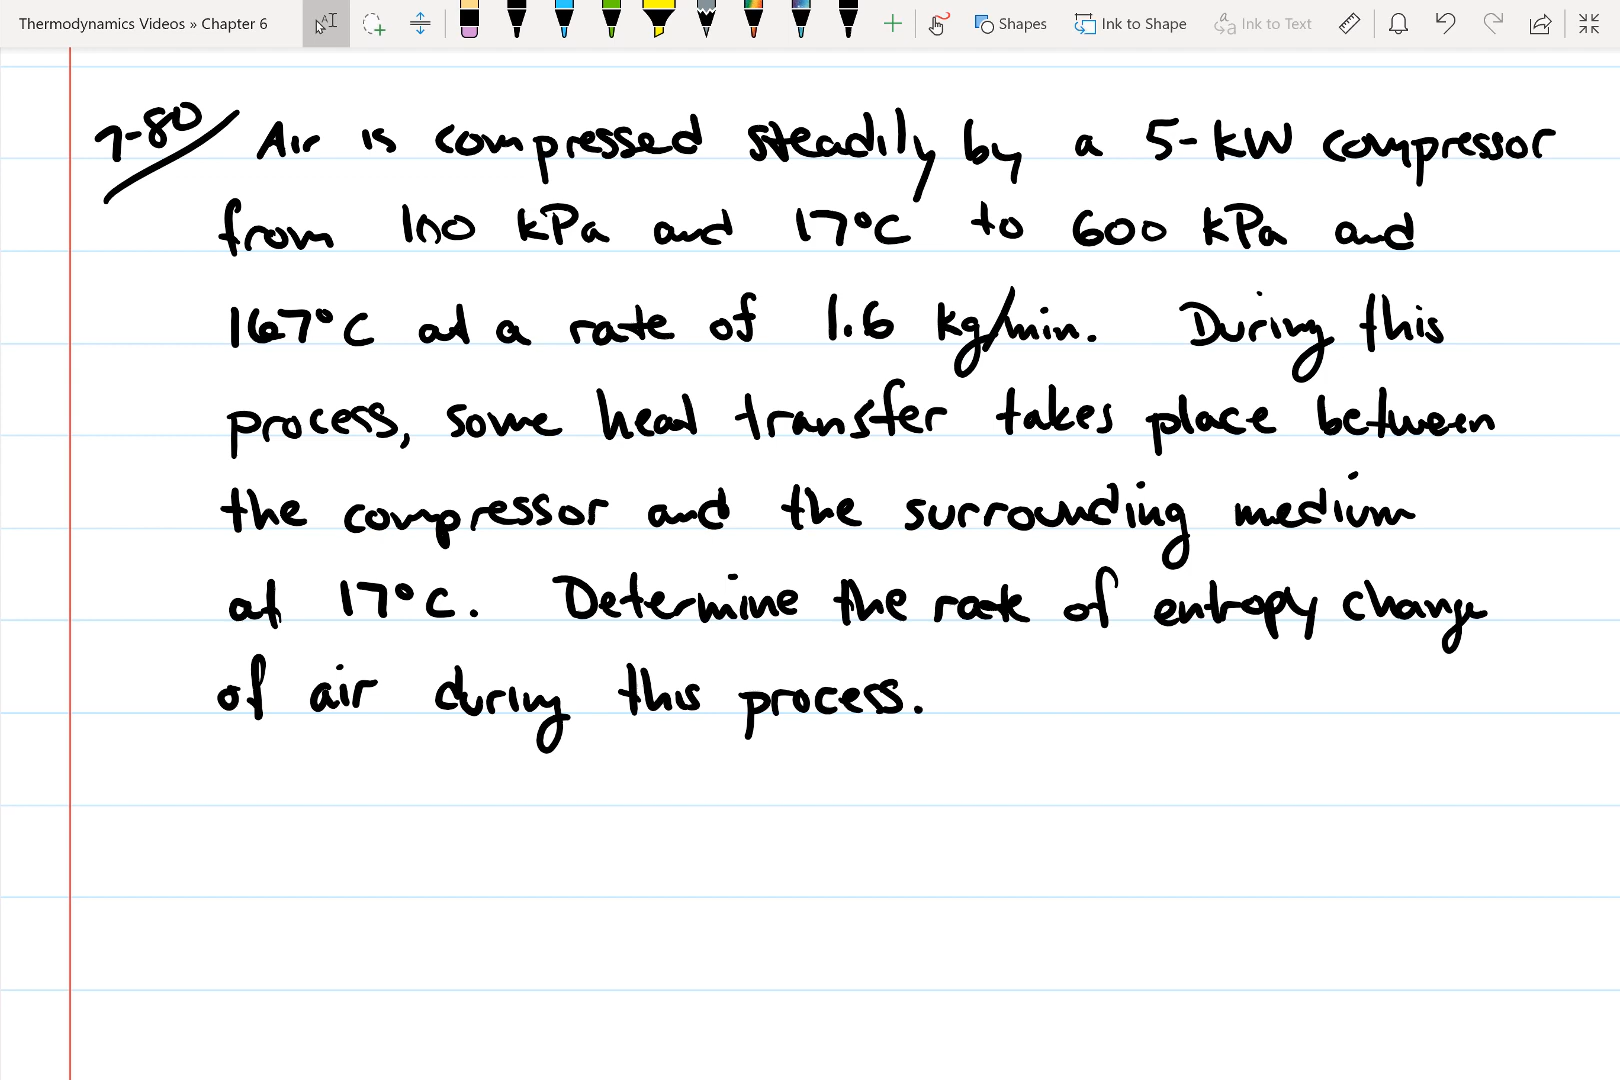 Thermodynamics Videos » Chapter 6 Shapes Ink to Shape Ink to Text
7-80 Air is compressed steadily by a 5-kW compressor
from 100 kPa and 17°C to 600 kPa and
167°C at a rate of 1.6 kg/min. During this
process, some heat transfer takes place between
the compressor and the surrounding medium
at 17°C. Determine the rate of entropy change
of air during this process.